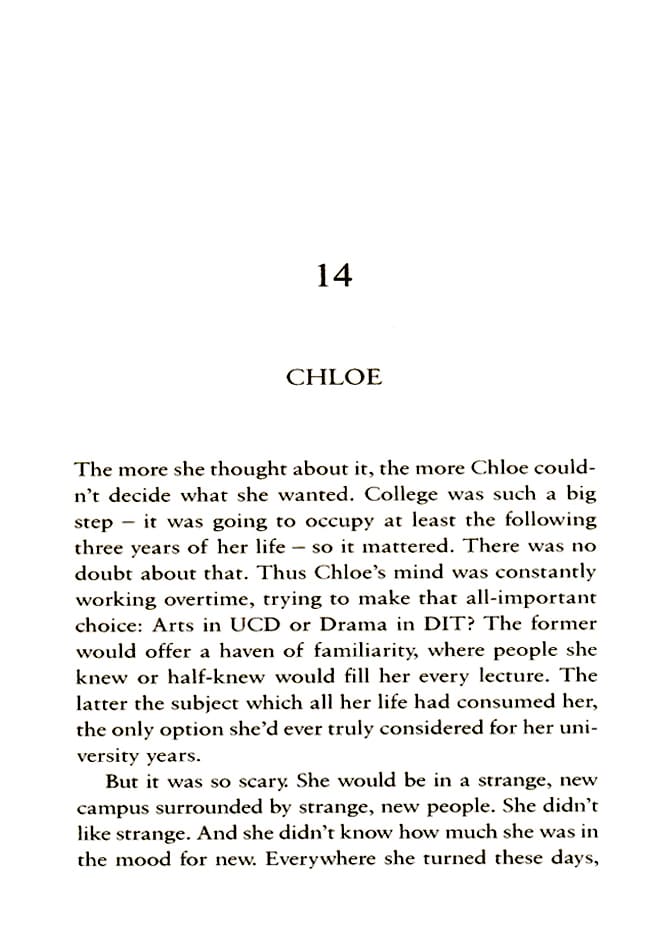 14
CHLOE
The more she thought about it, the more Chloe could-
n't decide what she wanted. College was such a big
step – it was going to occupy at least the following
three years of her life – so it mattered. There was no
doubt about that. Thus Chloe's mind was constantly
working overtime, trying to make that all-important
choice: Arts in UCD or Drama in DIT? The former
would offer a haven of familiarity, where people she
knew or half-knew would fill her every lecture. The
latter the subject which all her life had consumed her,
the only option she'd ever truly considered for her uni-
versity years.
But it was so scary. She would be in a strange, new
campus surrounded by strange, new people. She didn't
like strange. And she didn't know how much she was in
the mood for new. Everywhere she turned these days,